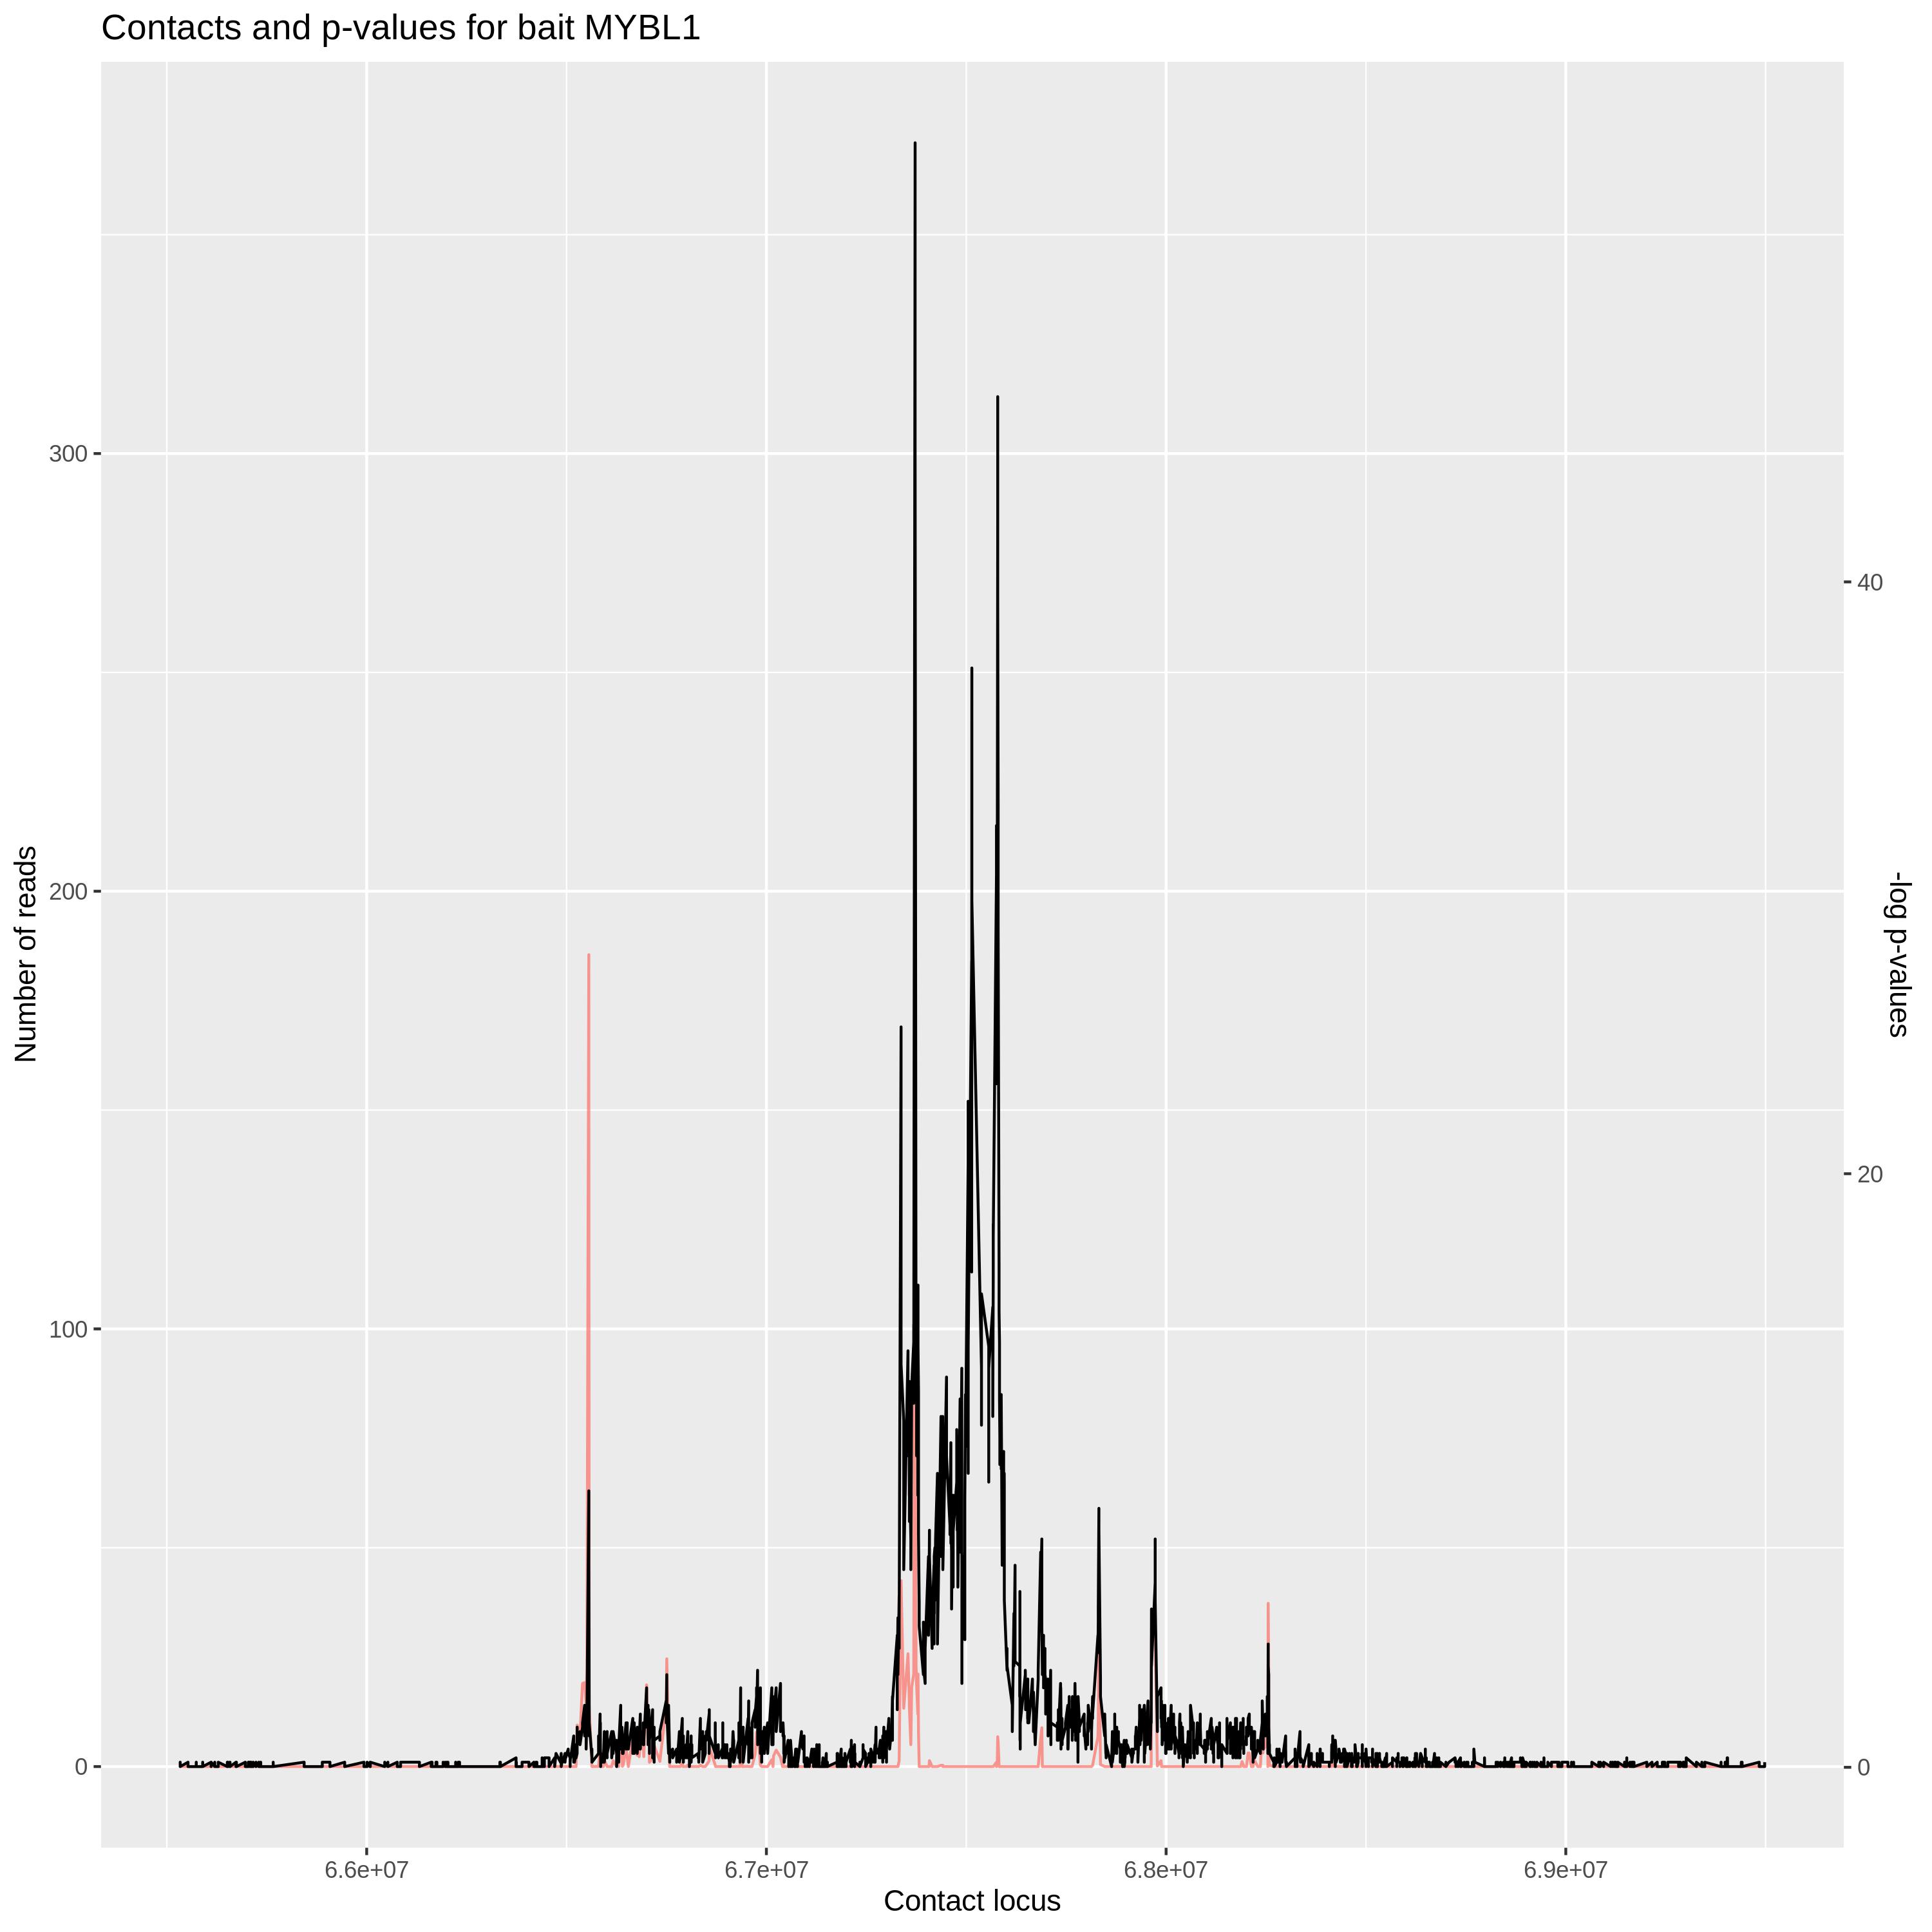 Contacts and p-values for bait MYBL1
300
200
100
0
40
20
0
Number of reads
-log p-values
6.6e+07 6.7e+07 6.8e+07 6.9e+07
Contact locus